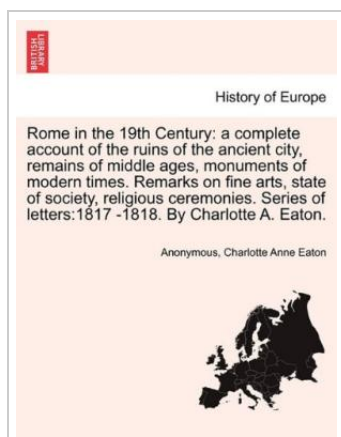 BRITISH
LIBRARY
History of Europe
Rome in the 19th Century: a complete
account of the ruins of the ancient city,
remains of middle ages, monuments of
modern times. Remarks on fine arts, state
of society, religious ceremonies. Series of
letters:1817 -1818. By Charlotte A. Eaton.
Anonymous, Charlotte Anne Eaton